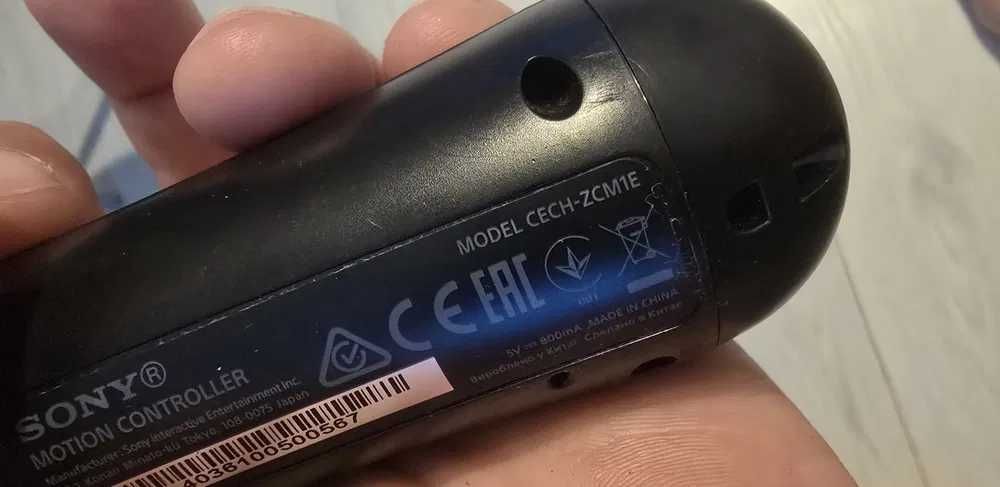 MODEL CECH-ZCM1E
CE EAC
SONY®
MOTION CONTROLLER
Manufacturer: Sony Interactive Entertainment Inc.
Konan Minato-ku Tokyo, 108-0075 Japan
5V ⎓ 800mA MADE IN CHINA
Вироблено у Китаї Сделано в Китае
4036100500567